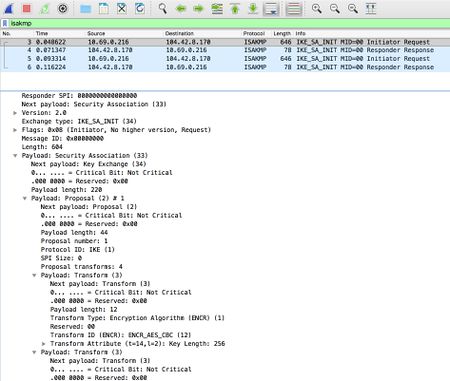 isakmp
No. Time Source Destination Protocol Length Info
3 0.048622 10.69.0.216 104.42.8.170 ISAKMP 646 IKE_SA_INIT MID=00 Initiator Request
4 0.071347 104.42.8.170 10.69.0.216 ISAKMP 78 IKE_SA_INIT MID=00 Responder Response
5 0.093314 10.69.0.216 104.42.8.170 ISAKMP 646 IKE_SA_INIT MID=00 Initiator Request
6 0.116224 104.42.8.170 10.69.0.216 ISAKMP 78 IKE_SA_INIT MID=00 Responder Response
Responder SPI: 0000000000000000
Next payload: Security Association (33)
Version: 2.0
Exchange type: IKE_SA_INIT (34)
Flags: 0x08 (Initiator, No higher version, Request)
Message ID: 0x00000000
Length: 604
Payload: Security Association (33)
Next payload: Key Exchange (34)
0... .... = Critical Bit: Not Critical
.000 0000 = Reserved: 0x00
Payload length: 220
Payload: Proposal (2) # 1
Next payload: Proposal (2)
0... .... = Critical Bit: Not Critical
.000 0000 = Reserved: 0x00
Payload length: 44
Proposal number: 1
Protocol ID: IKE (1)
SPI Size: 0
Proposal transforms: 4
Payload: Transform (3)
Next payload: Transform (3)
0... .... = Critical Bit: Not Critical
.000 0000 = Reserved: 0x00
Payload length: 12
Transform Type: Encryption Algorithm (ENCR) (1)
Reserved: 00
Transform ID (ENCR): ENCR_AES_CBC (12)
Transform Attribute (t=14,l=2): Key Length: 256
Payload: Transform (3)
Next payload: Transform (3)
0... .... = Critical Bit: Not Critical
.000 0000 = Reserved: 0x00